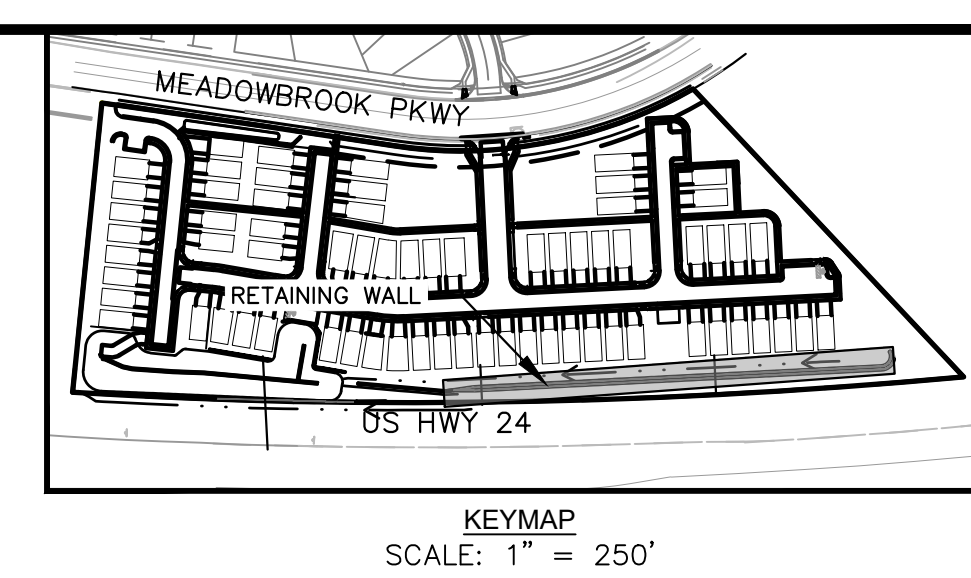 MEADOWBROOK PKWY
RETAINING WALL
US HWY 24
KEYMAP
SCALE: 1" = 250'